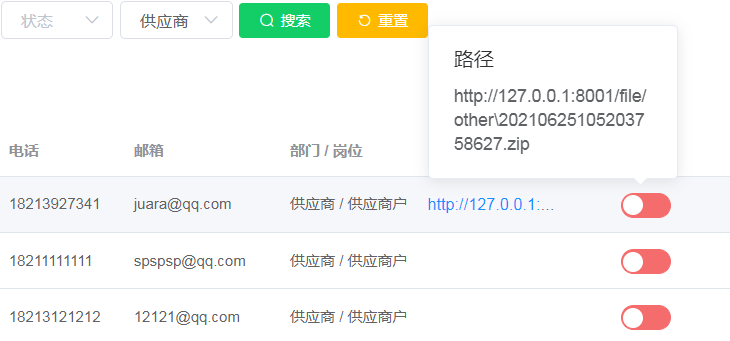 状态 供应商 搜索 重置
路径
http://127.0.0.1:8001/file/
other\202106251052037
58627.zip
电话 邮箱 部门 / 岗位
18213927341 juara@qq.com 供应商 / 供应商户 http://127.0.0.1:...
18211111111 spspsp@qq.com 供应商 / 供应商户
18213121212 12121@qq.com 供应商 / 供应商户